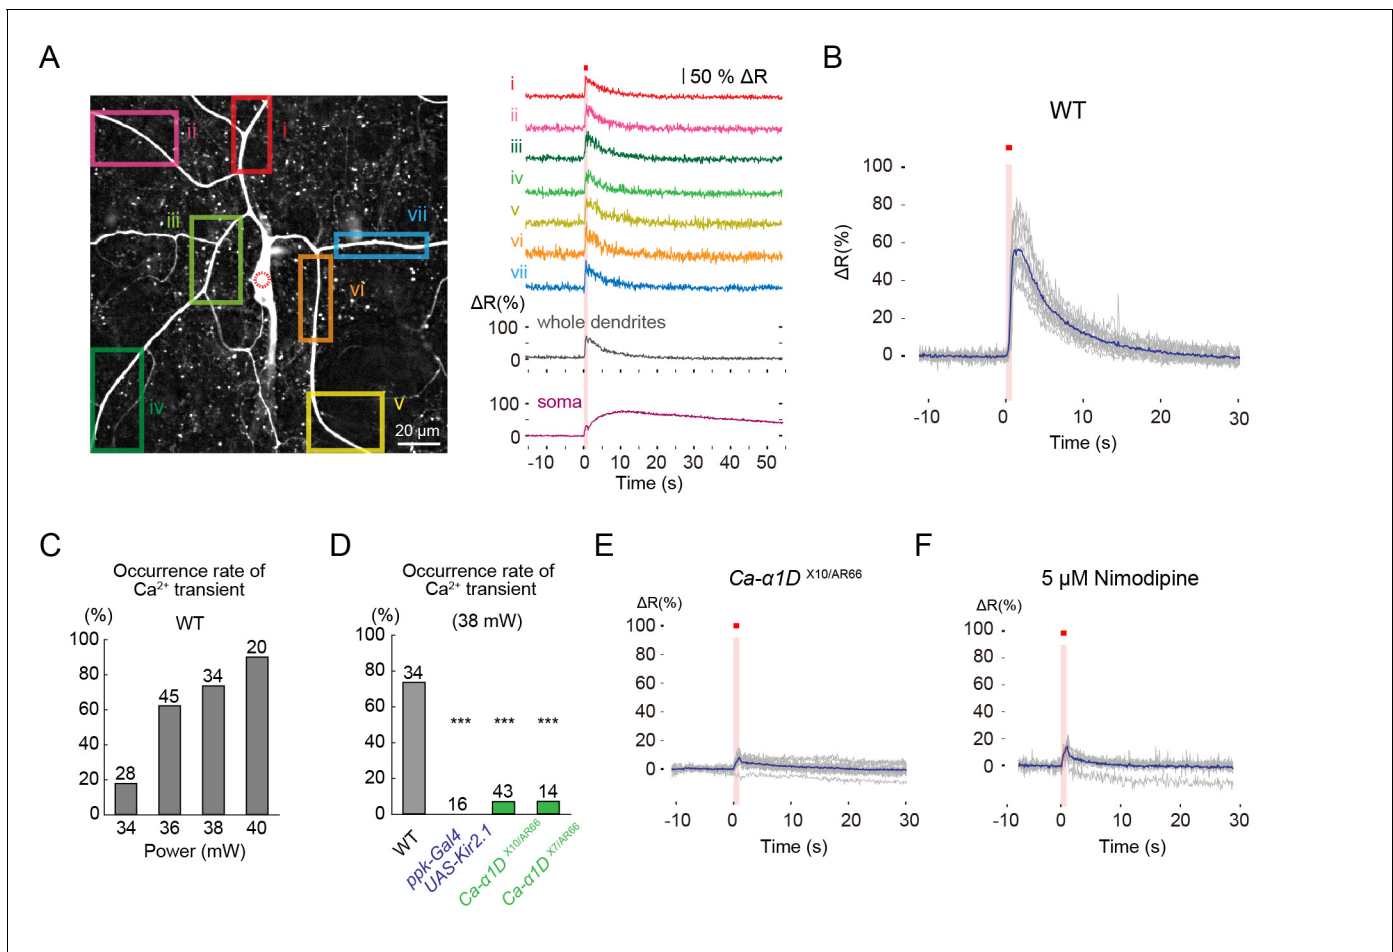 A
i
ii
iii
iv
v
vi
vii
20 µm
50 % ΔR
i
ii
iii
iv
v
vi
vii
ΔR(%)
100
0
whole dendrites
100
0
soma
-10 0 10 20 30 40 50
Time (s)
B
WT
ΔR(%)
100
80
60
40
20
0
-10 0 10 20 30
Time (s)
C
Occurrence rate of
Ca²⁺ transient
(%)
WT
100
80
60
40
20
0
28
45
34
20
34 36 38 40
Power (mW)
D
Occurrence rate of
Ca²⁺ transient
(%)
(38 mW)
100
80
60
40
20
0
34
***
***
***
16
43
14
WT
ppk-Gal4
UAS-Kir2.1
Ca-α1D X10/AR66
Ca-α1D X7/AR66
E
Ca-α1D X10/AR66
ΔR(%)
100
80
60
40
20
0
-10 0 10 20 30
Time (s)
F
5 µM Nimodipine
ΔR(%)
100
80
60
40
20
0
-10 0 10 20 30
Time (s)